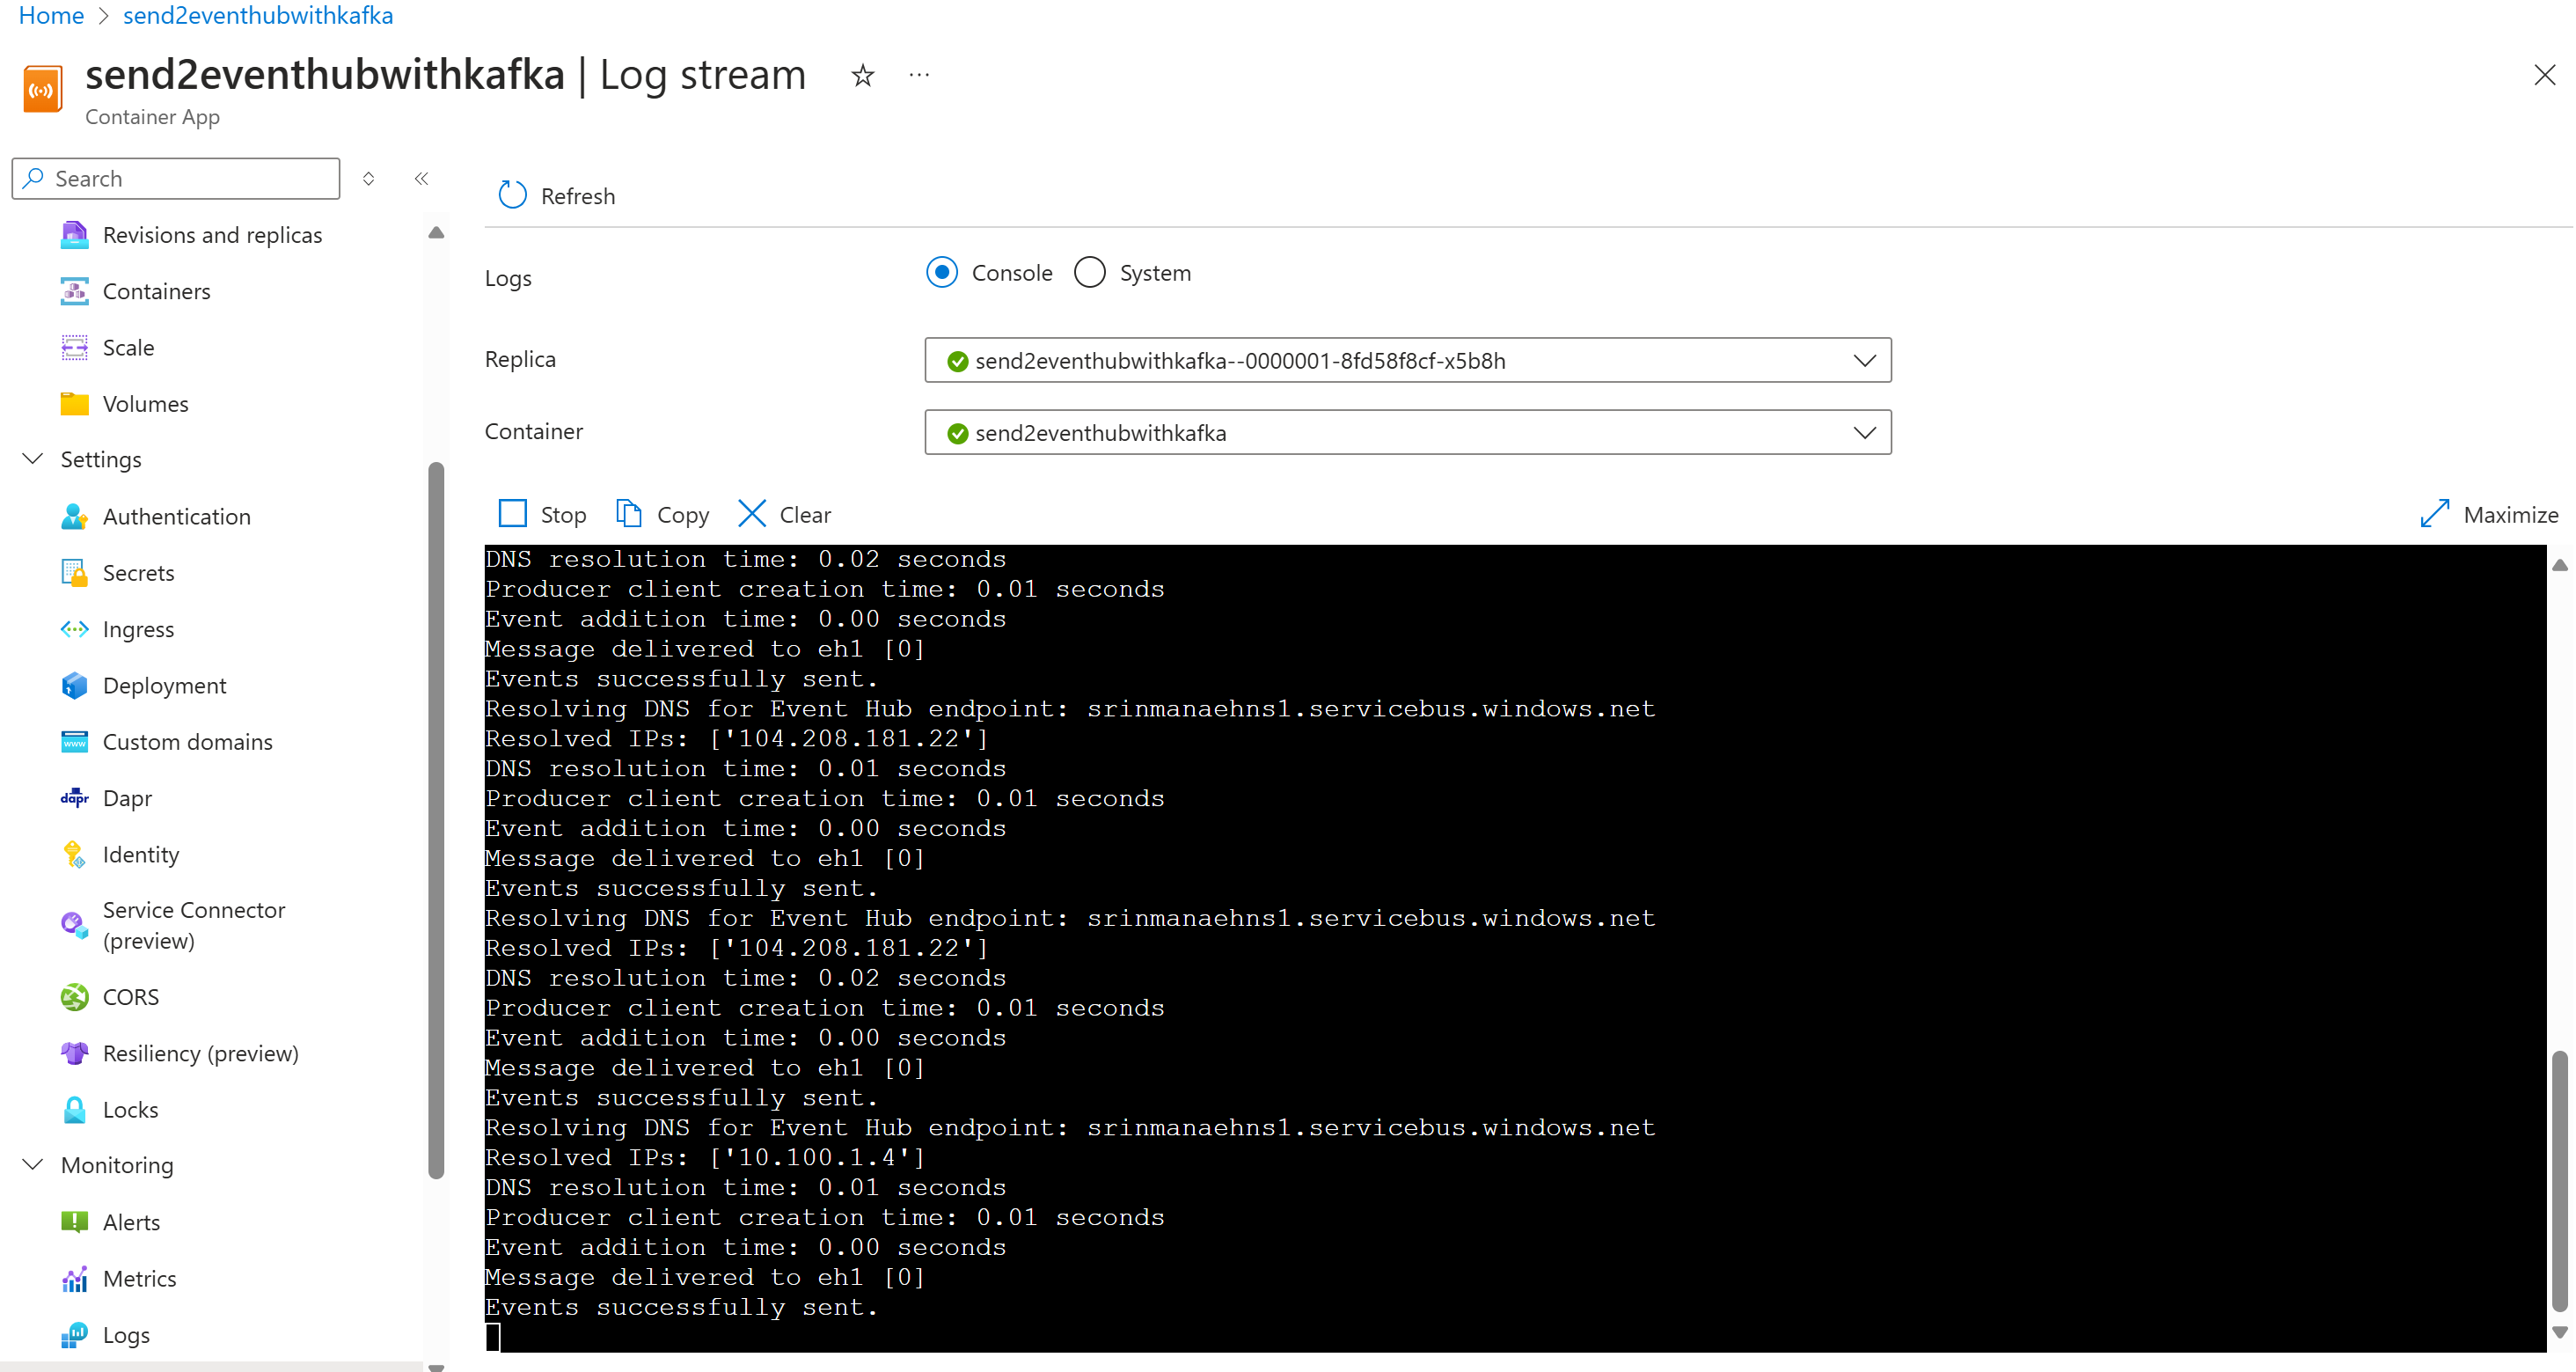 Home > send2eventhubwithkafka
send2eventhubwithkafka | Log stream
Container App
Search
Revisions and replicas
Containers
Scale
Volumes
Settings
Authentication
Secrets
Ingress
Deployment
Custom domains
dapr Dapr
Identity
Service Connector
(preview)
CORS
Resiliency (preview)
Locks
Monitoring
Alerts
Metrics
Logs
Refresh
Logs Console System
Replica send2eventhubwithkafka--0000001-8fd58f8cf-x5b8h
Container send2eventhubwithkafka
Stop Copy Clear Maximize
DNS resolution time: 0.02 seconds
Producer client creation time: 0.01 seconds
Event addition time: 0.00 seconds
Message delivered to eh1 [0]
Events successfully sent.
Resolving DNS for Event Hub endpoint: srinmanaehns1.servicebus.windows.net
Resolved IPs: ['104.208.181.22']
DNS resolution time: 0.01 seconds
Producer client creation time: 0.01 seconds
Event addition time: 0.00 seconds
Message delivered to eh1 [0]
Events successfully sent.
Resolving DNS for Event Hub endpoint: srinmanaehns1.servicebus.windows.net
Resolved IPs: ['104.208.181.22']
DNS resolution time: 0.02 seconds
Producer client creation time: 0.01 seconds
Event addition time: 0.00 seconds
Message delivered to eh1 [0]
Events successfully sent.
Resolving DNS for Event Hub endpoint: srinmanaehns1.servicebus.windows.net
Resolved IPs: ['10.100.1.4']
DNS resolution time: 0.01 seconds
Producer client creation time: 0.01 seconds
Event addition time: 0.00 seconds
Message delivered to eh1 [0]
Events successfully sent.